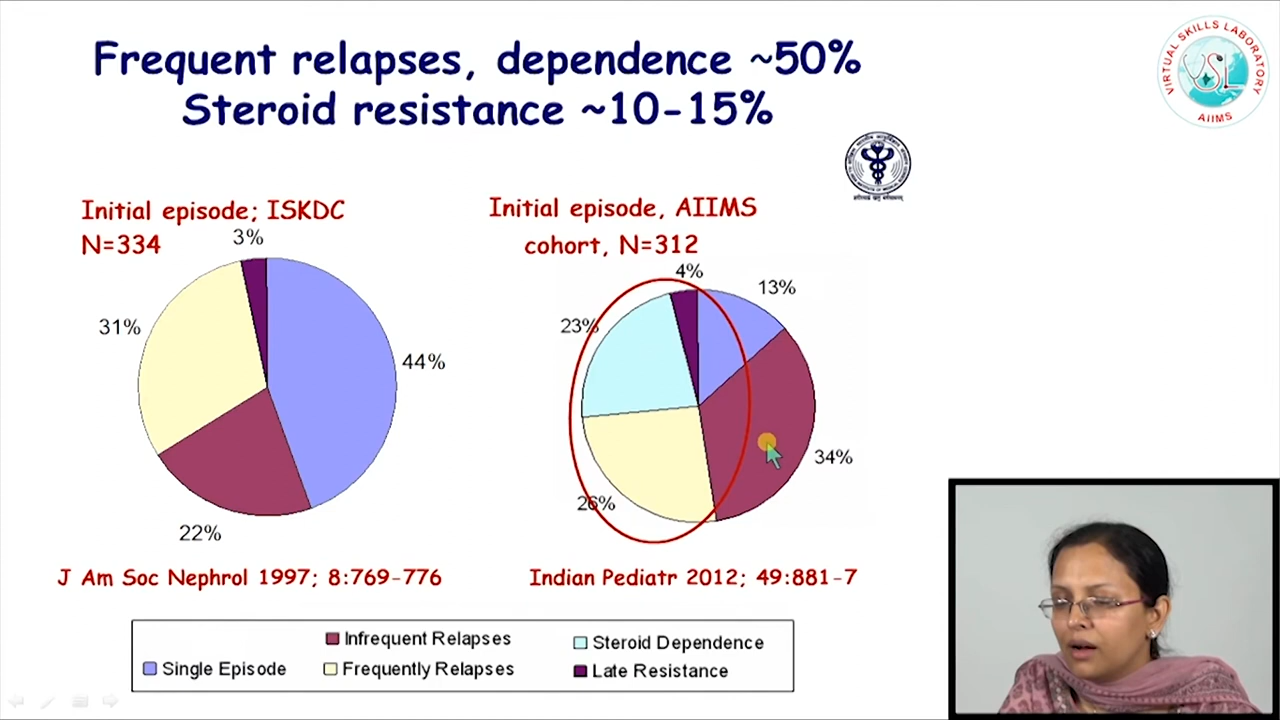 Frequent relapses, dependence ~50%
Steroid resistance ~10-15%
VIRTUAL SKILLS LABORATORY
VSL
AIIMS
Initial episode; ISKDC
N=334
3%
31%
44%
22%
J Am Soc Nephrol 1997; 8:769-776
Initial episode, AIIMS
cohort, N=312
4%
13%
23%
34%
26%
Indian Pediatr 2012; 49:881-7
Infrequent Relapses
Steroid Dependence
Single Episode
Frequently Relapses
Late Resistance